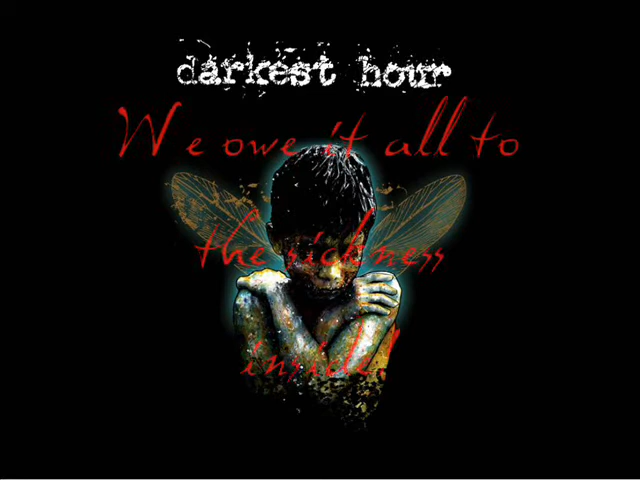 darkest hour
We owe it all to
the sickness
inside!